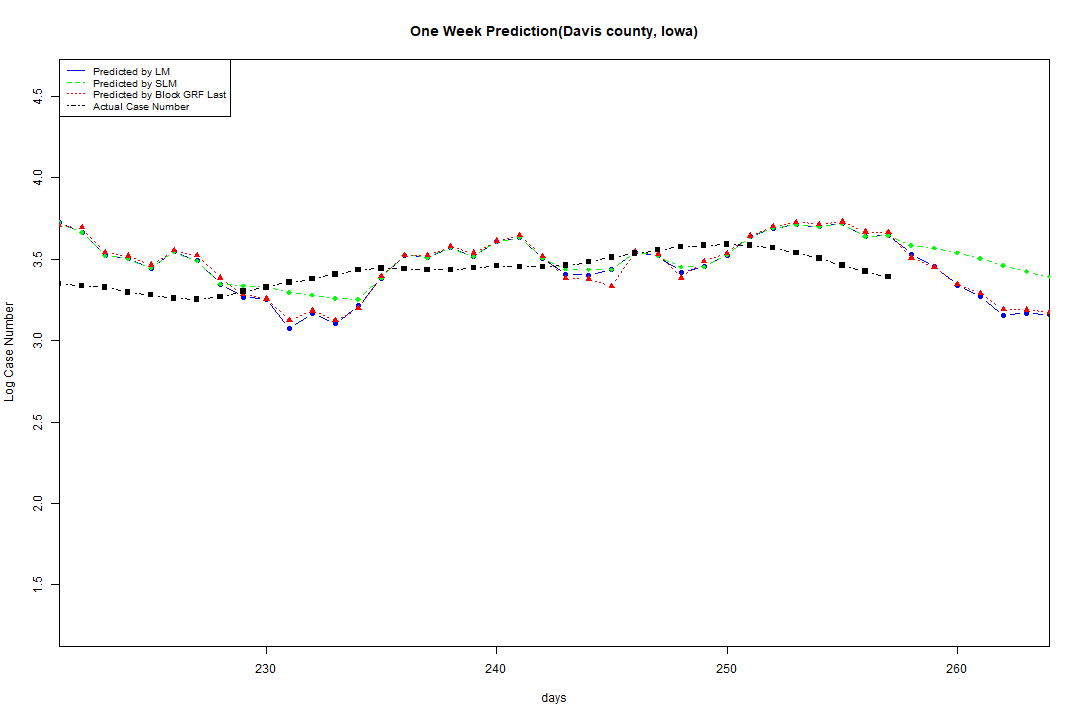 One Week Prediction(Davis county, Iowa)
Predicted by LM
Predicted by SLM
Predicted by Block GRF Last
Actual Case Number
4.5
4.0
3.5
3.0
2.5
2.0
1.5
Log Case Number
230
240
250
260
days